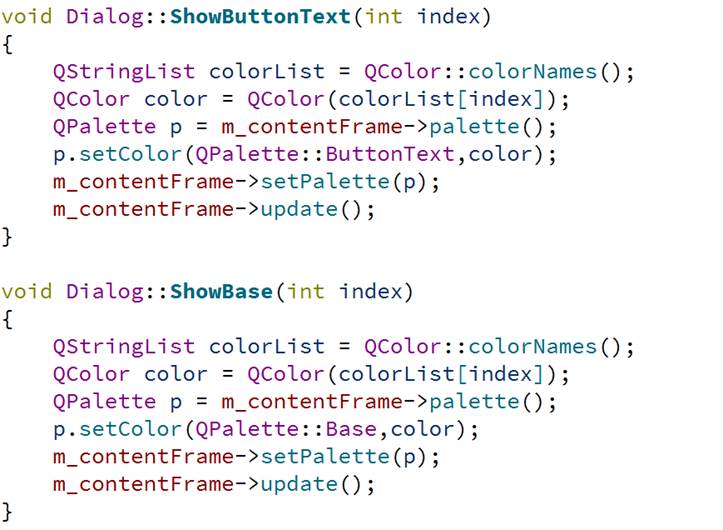 void Dialog::ShowButtonText(int index)
{
    QStringList colorList = QColor::colorNames();
    QColor color = QColor(colorList[index]);
    QPalette p = m_contentFrame->palette();
    p.setColor(QPalette::ButtonText,color);
    m_contentFrame->setPalette(p);
    m_contentFrame->update();
}

void Dialog::ShowBase(int index)
{
    QStringList colorList = QColor::colorNames();
    QColor color = QColor(colorList[index]);
    QPalette p = m_contentFrame->palette();
    p.setColor(QPalette::Base,color);
    m_contentFrame->setPalette(p);
    m_contentFrame->update();
}